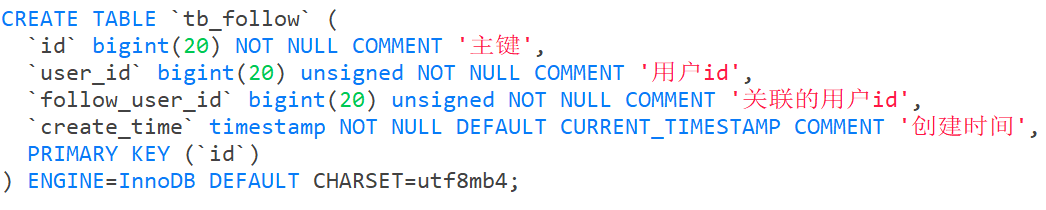 CREATE TABLE `tb_follow` (
  `id` bigint(20) NOT NULL COMMENT '主键',
  `user_id` bigint(20) unsigned NOT NULL COMMENT '用户id',
  `follow_user_id` bigint(20) unsigned NOT NULL COMMENT '关联的用户id',
  `create_time` timestamp NOT NULL DEFAULT CURRENT_TIMESTAMP COMMENT '创建时间',
  PRIMARY KEY (`id`)
) ENGINE=InnoDB DEFAULT CHARSET=utf8mb4;